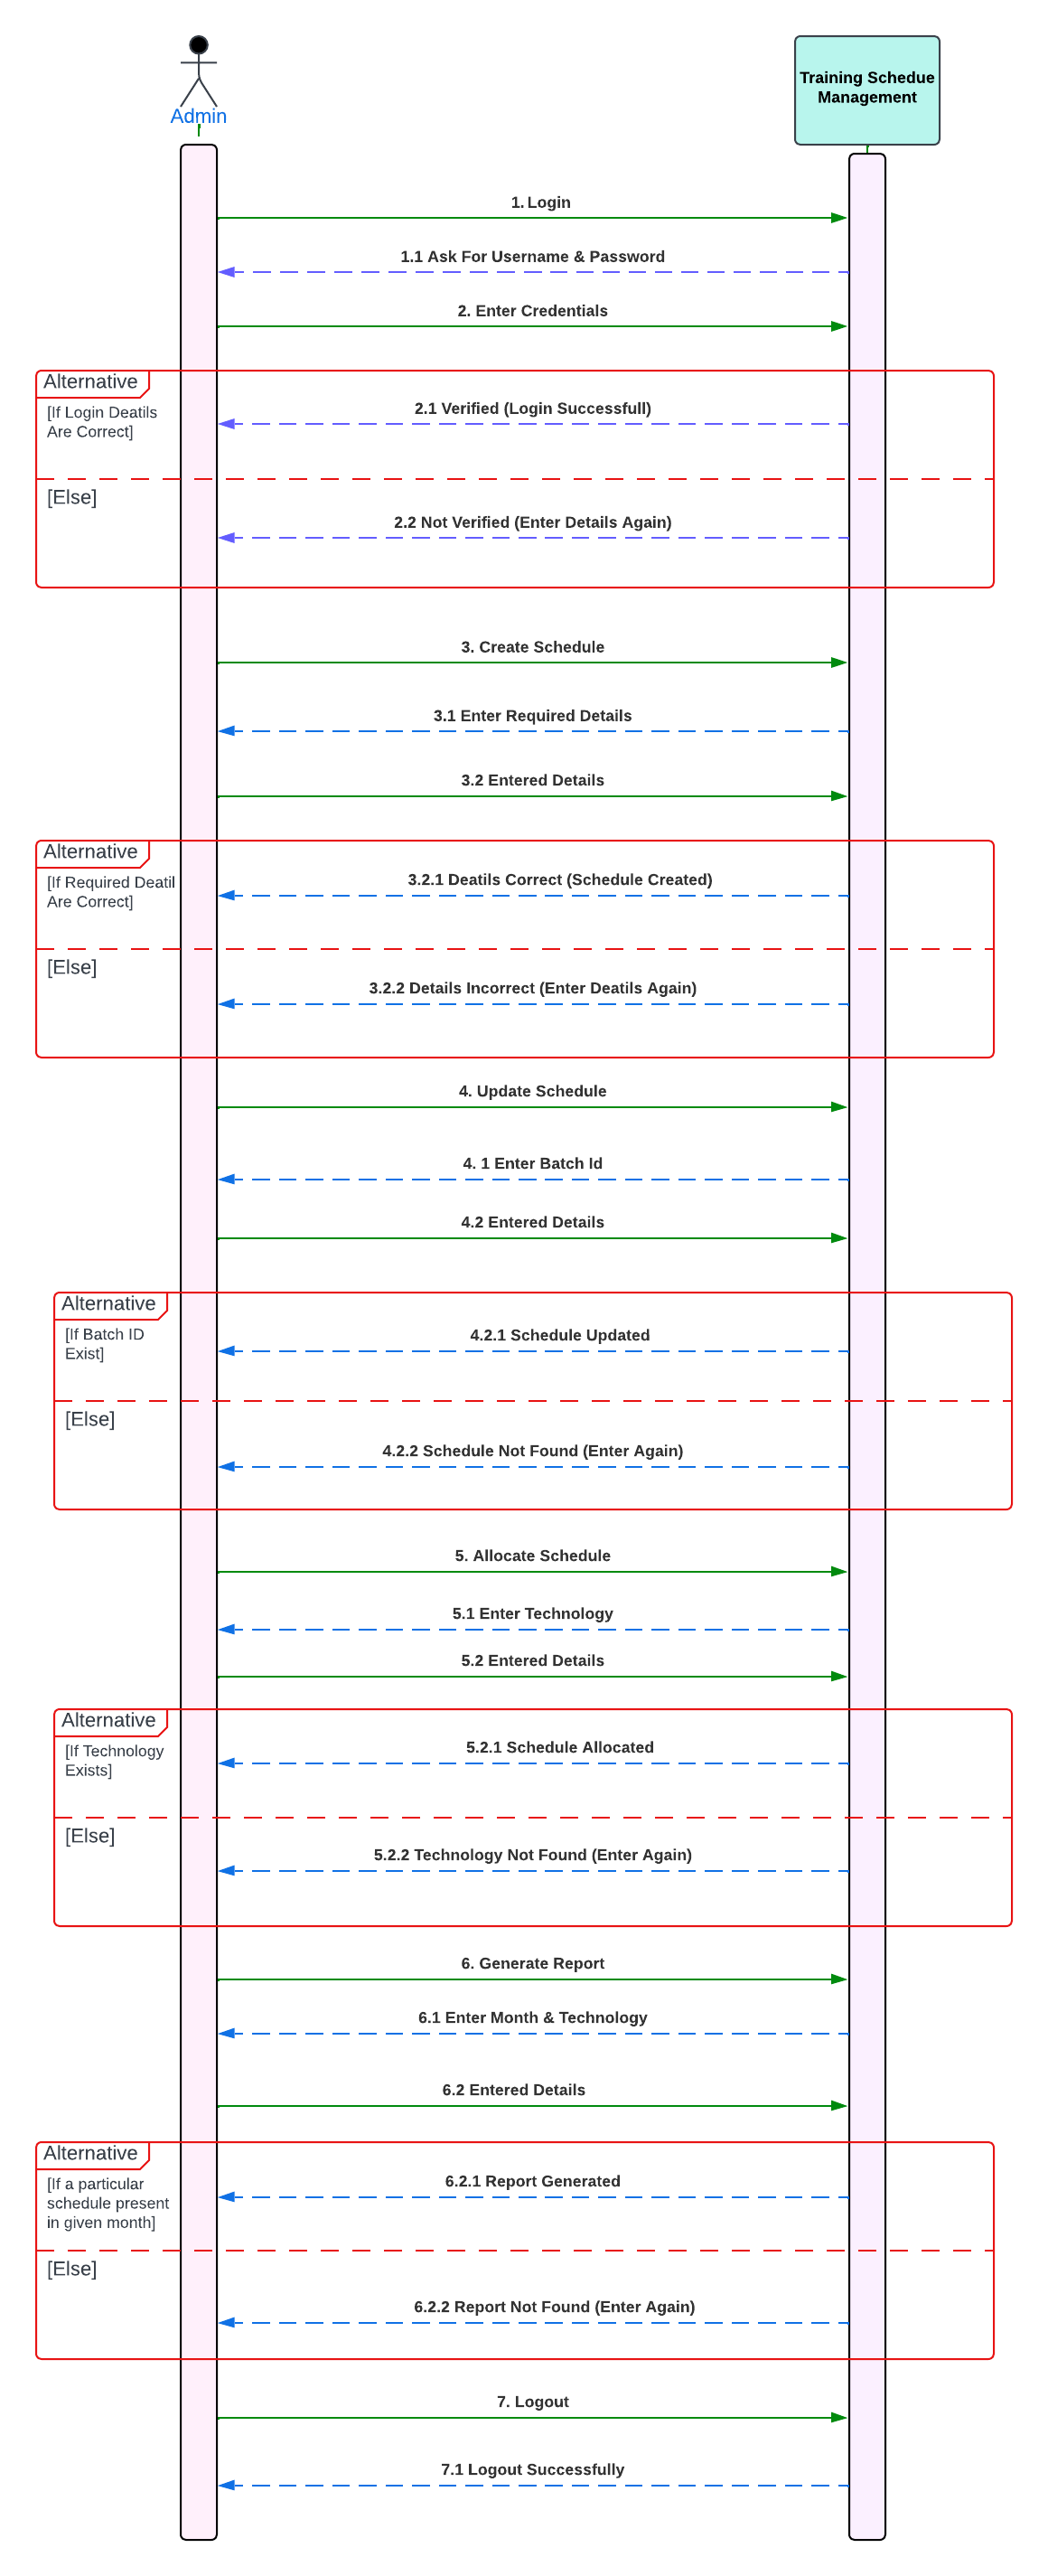 Admin
Training Schedue
Management
1. Login
1.1 Ask For Username & Password
2. Enter Credentials
Alternative
[If Login Deatils
Are Correct]
2.1 Verified (Login Successfull)
[Else]
2.2 Not Verified (Enter Details Again)
3. Create Schedule
3.1 Enter Required Details
3.2 Entered Details
Alternative
[If Required Deatil
Are Correct]
3.2.1 Deatils Correct (Schedule Created)
[Else]
3.2.2 Details Incorrect (Enter Deatils Again)
4. Update Schedule
4. 1 Enter Batch Id
4.2 Entered Details
Alternative
[If Batch ID
Exist]
4.2.1 Schedule Updated
[Else]
4.2.2 Schedule Not Found (Enter Again)
5. Allocate Schedule
5.1 Enter Technology
5.2 Entered Details
Alternative
[If Technology
Exists]
5.2.1 Schedule Allocated
[Else]
5.2.2 Technology Not Found (Enter Again)
6. Generate Report
6.1 Enter Month & Technology
6.2 Entered Details
Alternative
[If a particular
schedule present
in given month]
6.2.1 Report Generated
[Else]
6.2.2 Report Not Found (Enter Again)
7. Logout
7.1 Logout Successfully